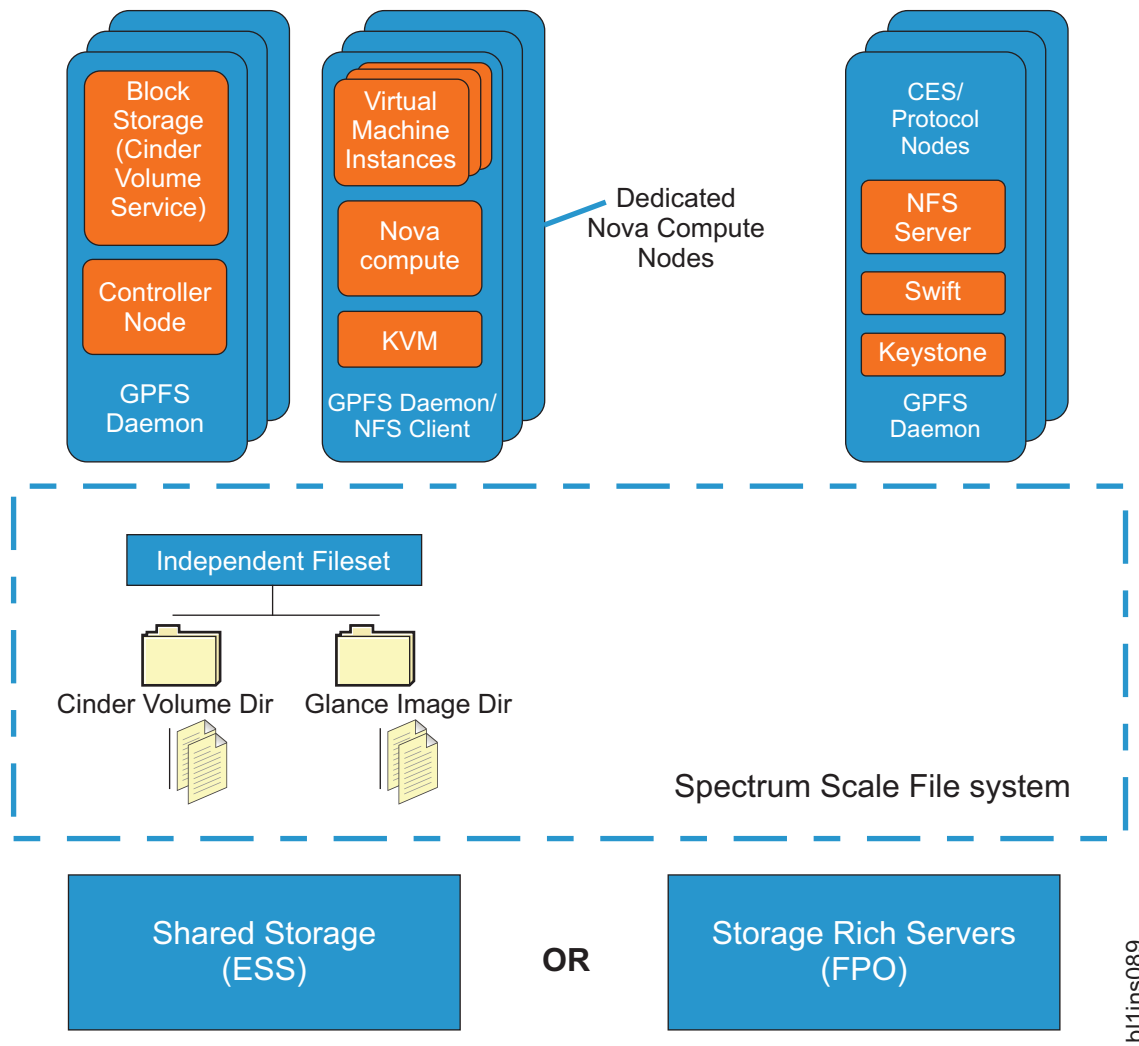 Block
Storage
(Cinder
Volume
Service)
Controller
Node
GPFS
Daemon
Virtual
Machine
Instances
Nova
compute
KVM
GPFS Daemon/
NFS Client
Dedicated
Nova Compute
Nodes
CES/
Protocol
Nodes
NFS
Server
Swift
Keystone
GPFS
Daemon
Independent Fileset
Cinder Volume Dir
Glance Image Dir
Spectrum Scale File system
Shared Storage
(ESS)
OR
Storage Rich Servers
(FPO)
bl1ins089